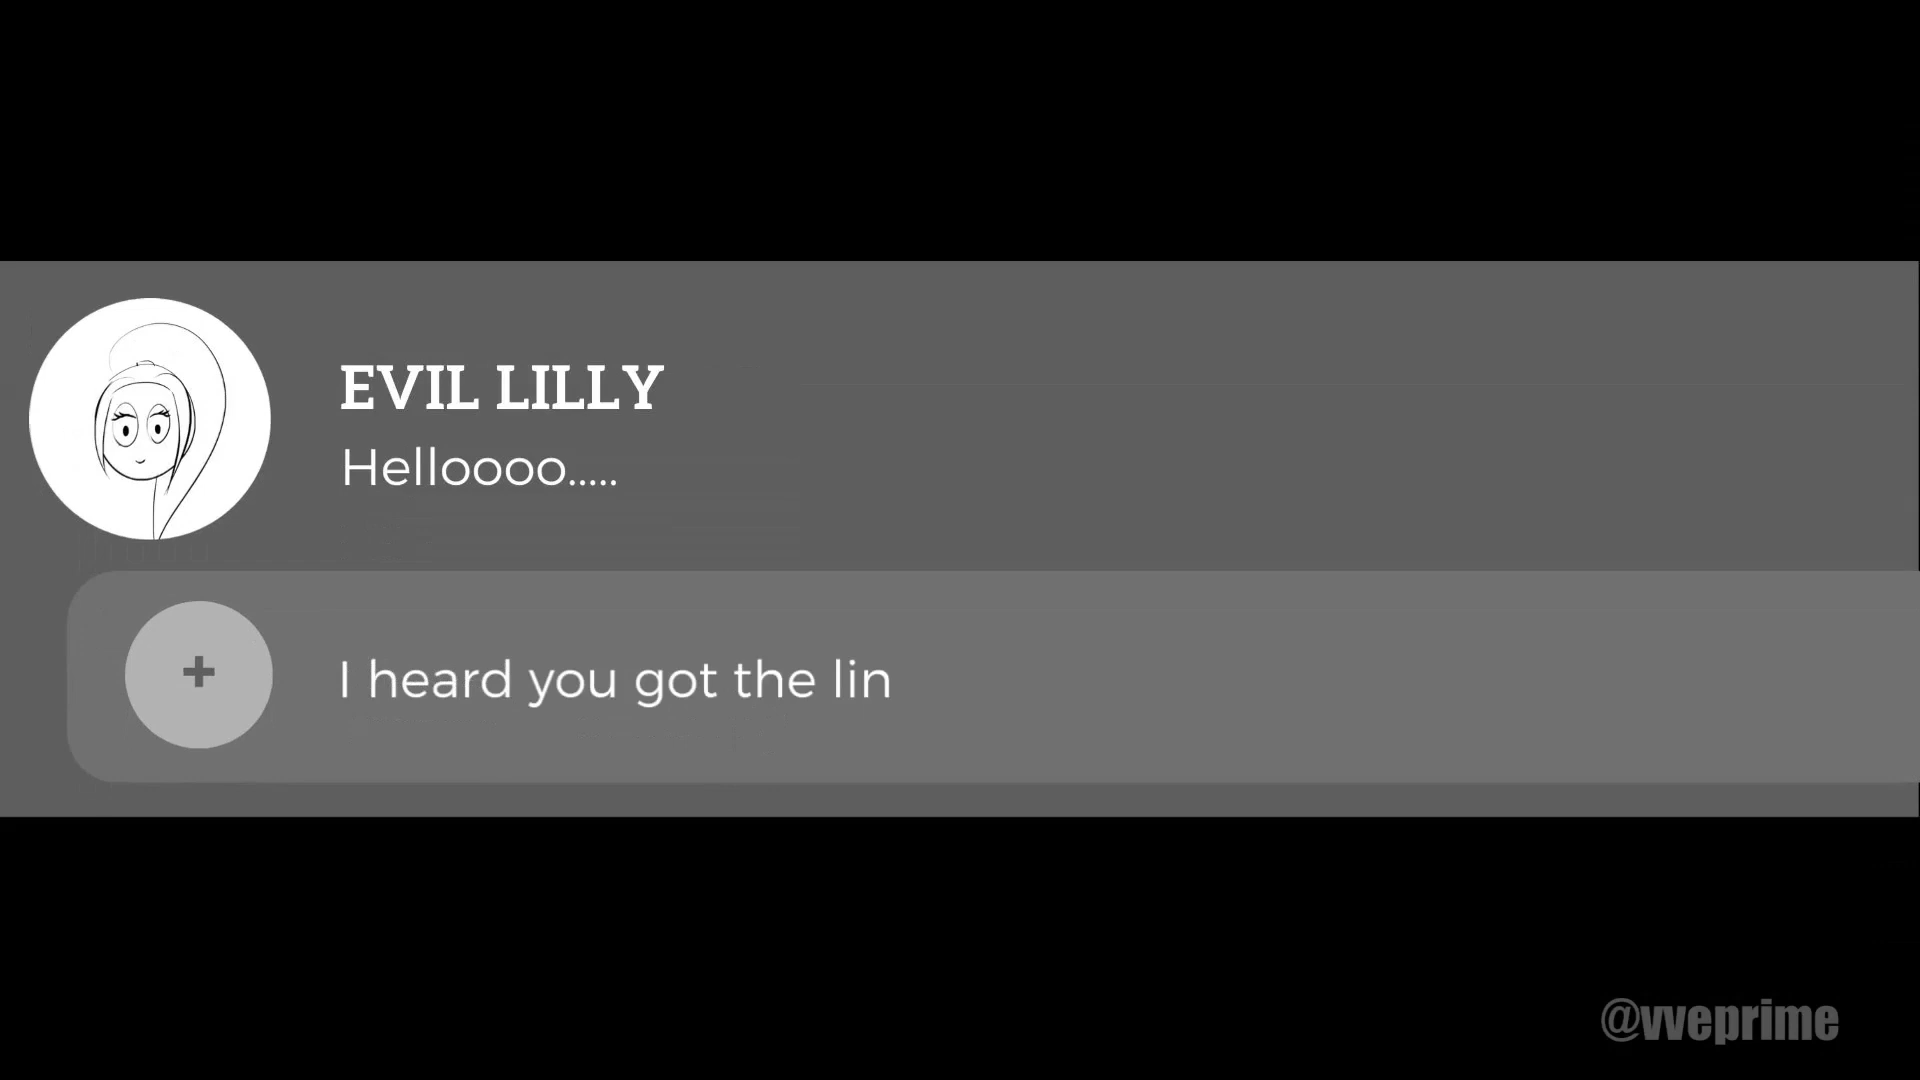 EVIL LILLY
Helloooo.....
+
I heard you got the lin
@vveprime